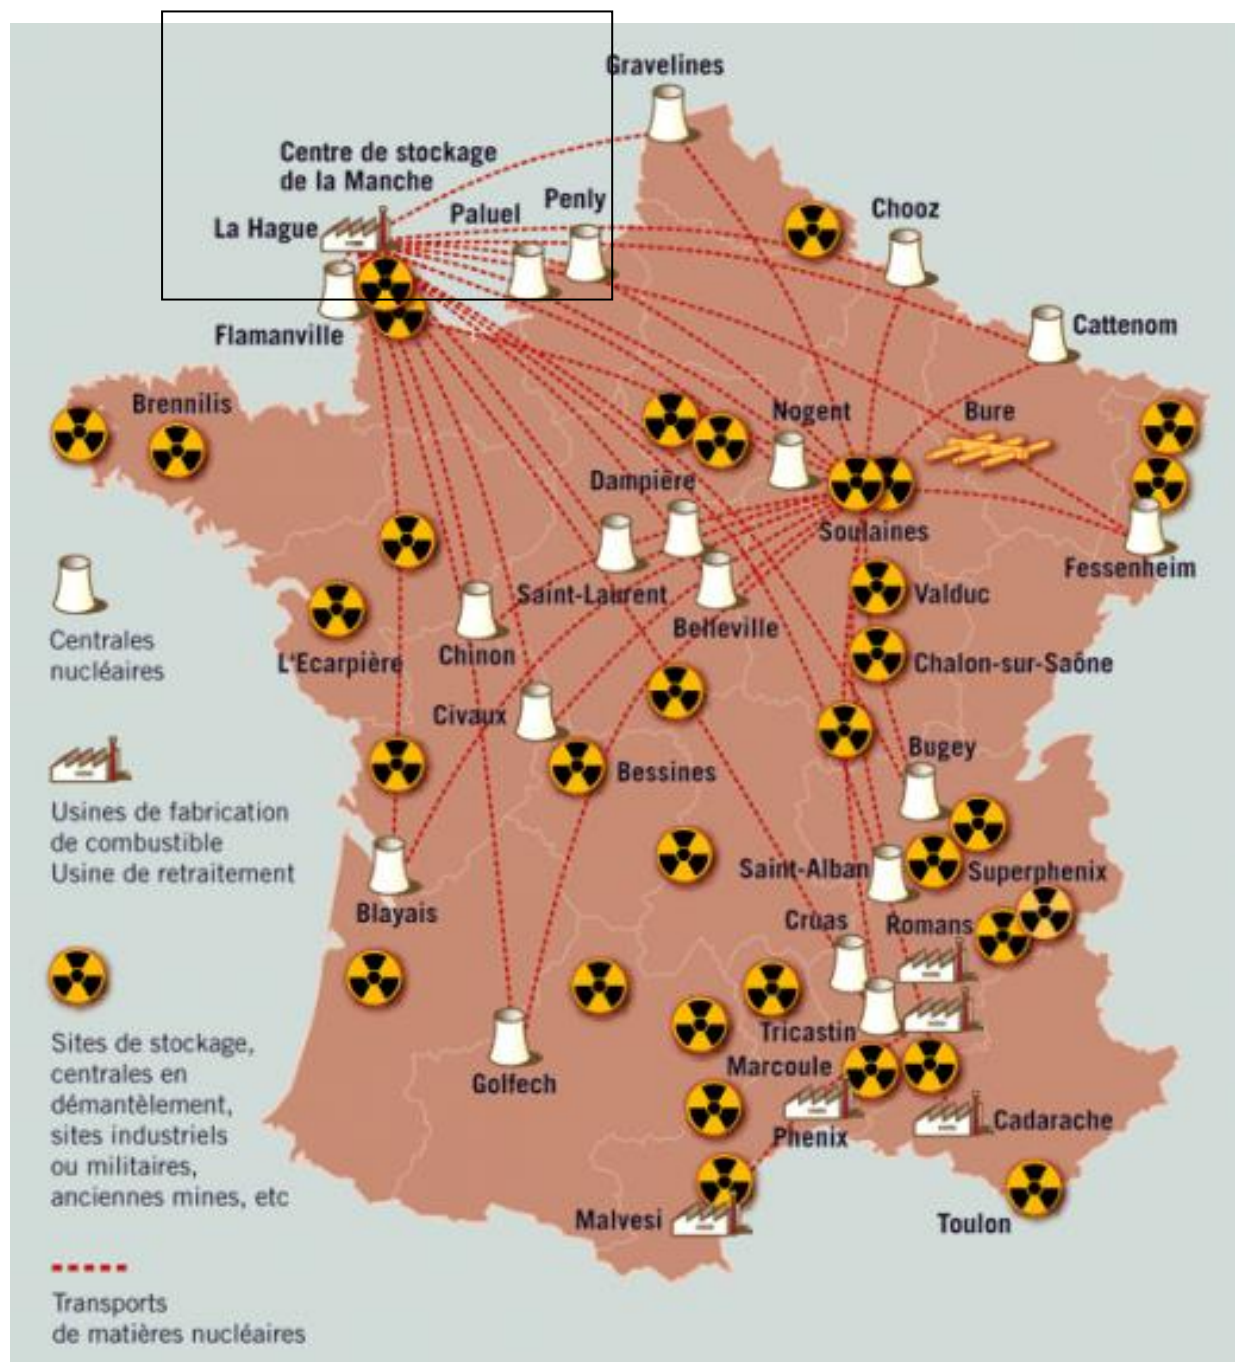 Gravelines
Centre de stockage
de la Manche
Penly
Chooz
Paluel
La Hague
Cattenom
Flamanville
Brennilis
Nogent
Bure
Dampière
Soulaines
Fessenheim
Saint-Laurent
Valduc
Belleville
Centrales
nucléaires
L'Ecarpière
Chinon
Chalon-sur-Saône
Civaux
Bugey
Bessines
Usines de fabrication
de combustible
Usine de retraitement
Saint-Alban
Superphenix
Blayais
Cruas
Romans
Sites de stockage,
centrales en
démantèlement,
sites industriels
ou militaires,
anciennes mines, etc
Tricastin
Marcoule
Golfech
Phenix
Cadarache
Malvesi
Toulon
Transports
de matières nucléaires